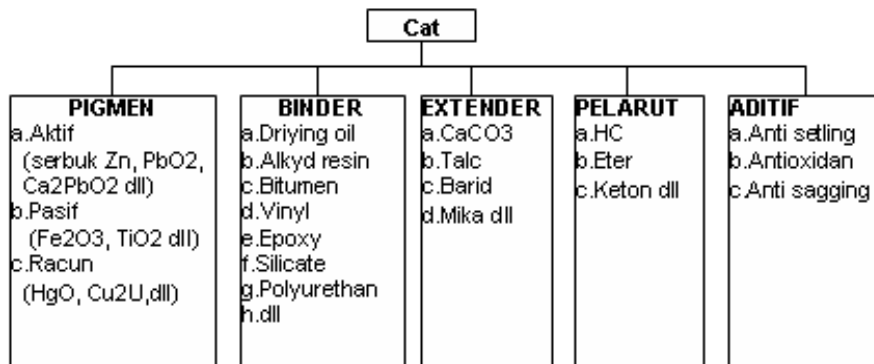 Cat
PIGMEN
a.Aktif
(serbuk Zn, PbO2,
Ca2PbO2 dll)
b.Pasif
(Fe2O3, TiO2 dll)
c.Racun
(HgO, Cu2U,dll)
BINDER
a.Driying oil
b.Alkyd resin
c.Bitumen
d.Vinyl
e.Epoxy
f.Silicate
g.Polyurethan
h.dll
EXTENDER
a.CaCO3
b.Talc
c.Barid
d.Mika dll
PELARUT
a.HC
b.Eter
c.Keton dll
ADITIF
a.Anti setling
b.Antioxidan
c.Anti sagging